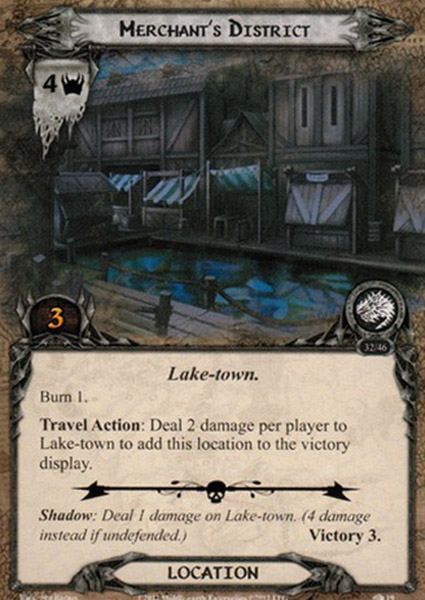 MERCHANT'S DISTRICT
4
3
32/46
Lake-town.
Burn 1.
Travel Action: Deal 2 damage per player to
Lake-town to add this location to the victory
display.
Shadow: Deal 1 damage on Lake-town. (4 damage
instead if undefended.)
Victory 3.
LOCATION
19